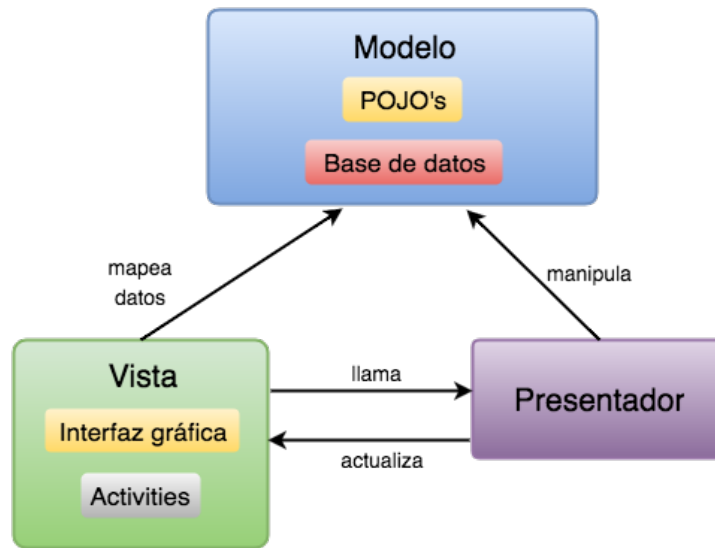 Modelo
POJO's
Base de datos
mapea
datos
manipula
Vista
Interfaz gráfica
Activities
llama
actualiza
Presentador